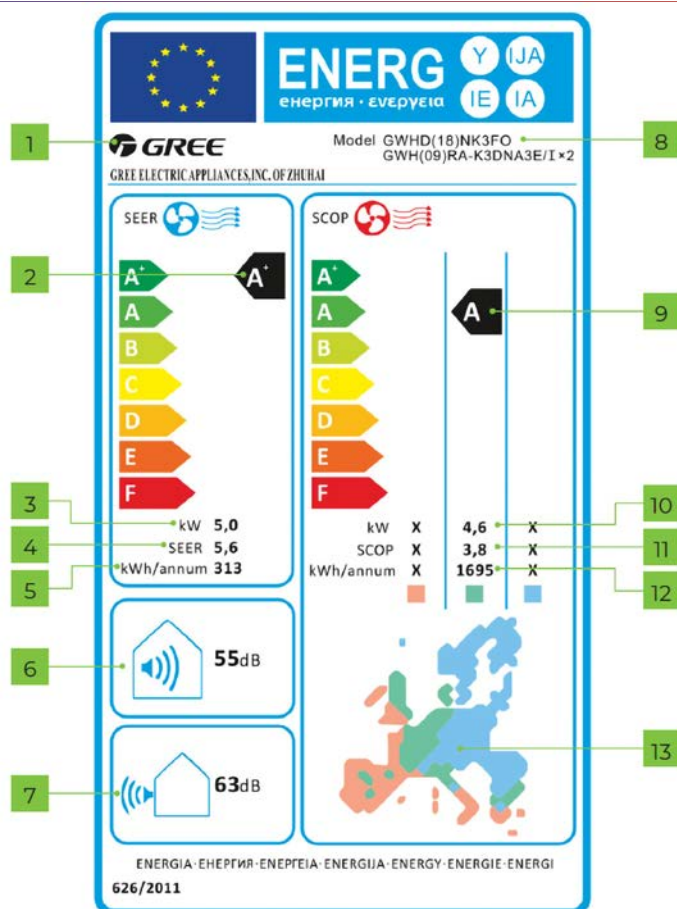 ENERG Y IJA
енергия · ενεργεια IE IA
1 GREE Model GWHD(18)NK3FO 8
GWH(09)RA-K3DNA3E/I×2
GREE ELECTRIC APPLIANCES,INC. OF ZHUHAI
SEER
SCOP
2 A+ A+
A
B
C
D
E
F
A+
A A 9
B
C
D
E
F
3 kW 5,0
4 SEER 5,6
5 kWh/annum 313
kW X 4,6 X 10
SCOP X 3,8 X 11
kWh/annum X 1695 X 12
6 55dB
7 63dB
13
ENERGIA·ЕНЕРГИЯ·ΕΝΕΡΓΕΙΑ·ENERGIJA·ENERGY·ENERGIE·ENERGI
626/2011